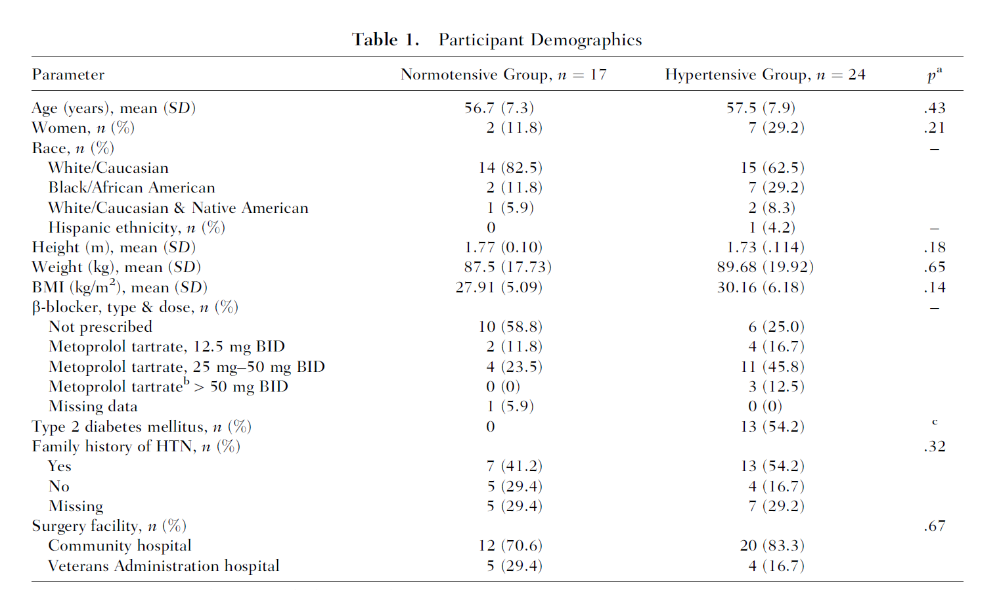 Table 1. Participant Demographics
Parameter Normotensive Group, n = 17 Hypertensive Group, n = 24 pᵃ
Age (years), mean (SD) 56.7 (7.3) 57.5 (7.9) .43
Women, n (%) 2 (11.8) 7 (29.2) .21
Race, n (%) –
White/Caucasian 14 (82.5) 15 (62.5)
Black/African American 2 (11.8) 7 (29.2)
White/Caucasian & Native American 1 (5.9) 2 (8.3)
Hispanic ethnicity, n (%) 0 1 (4.2) –
Height (m), mean (SD) 1.77 (0.10) 1.73 (.114) .18
Weight (kg), mean (SD) 87.5 (17.73) 89.68 (19.92) .65
BMI (kg/m²), mean (SD) 27.91 (5.09) 30.16 (6.18) .14
β-blocker, type & dose, n (%) –
Not prescribed 10 (58.8) 6 (25.0)
Metoprolol tartrate, 12.5 mg BID 2 (11.8) 4 (16.7)
Metoprolol tartrate, 25 mg–50 mg BID 4 (23.5) 11 (45.8)
Metoprolol tartrateᵇ > 50 mg BID 0 (0) 3 (12.5)
Missing data 1 (5.9) 0 (0)
Type 2 diabetes mellitus, n (%) 0 13 (54.2) ᶜ
Family history of HTN, n (%) .32
Yes 7 (41.2) 13 (54.2)
No 5 (29.4) 4 (16.7)
Missing 5 (29.4) 7 (29.2)
Surgery facility, n (%) .67
Community hospital 12 (70.6) 20 (83.3)
Veterans Administration hospital 5 (29.4) 4 (16.7)